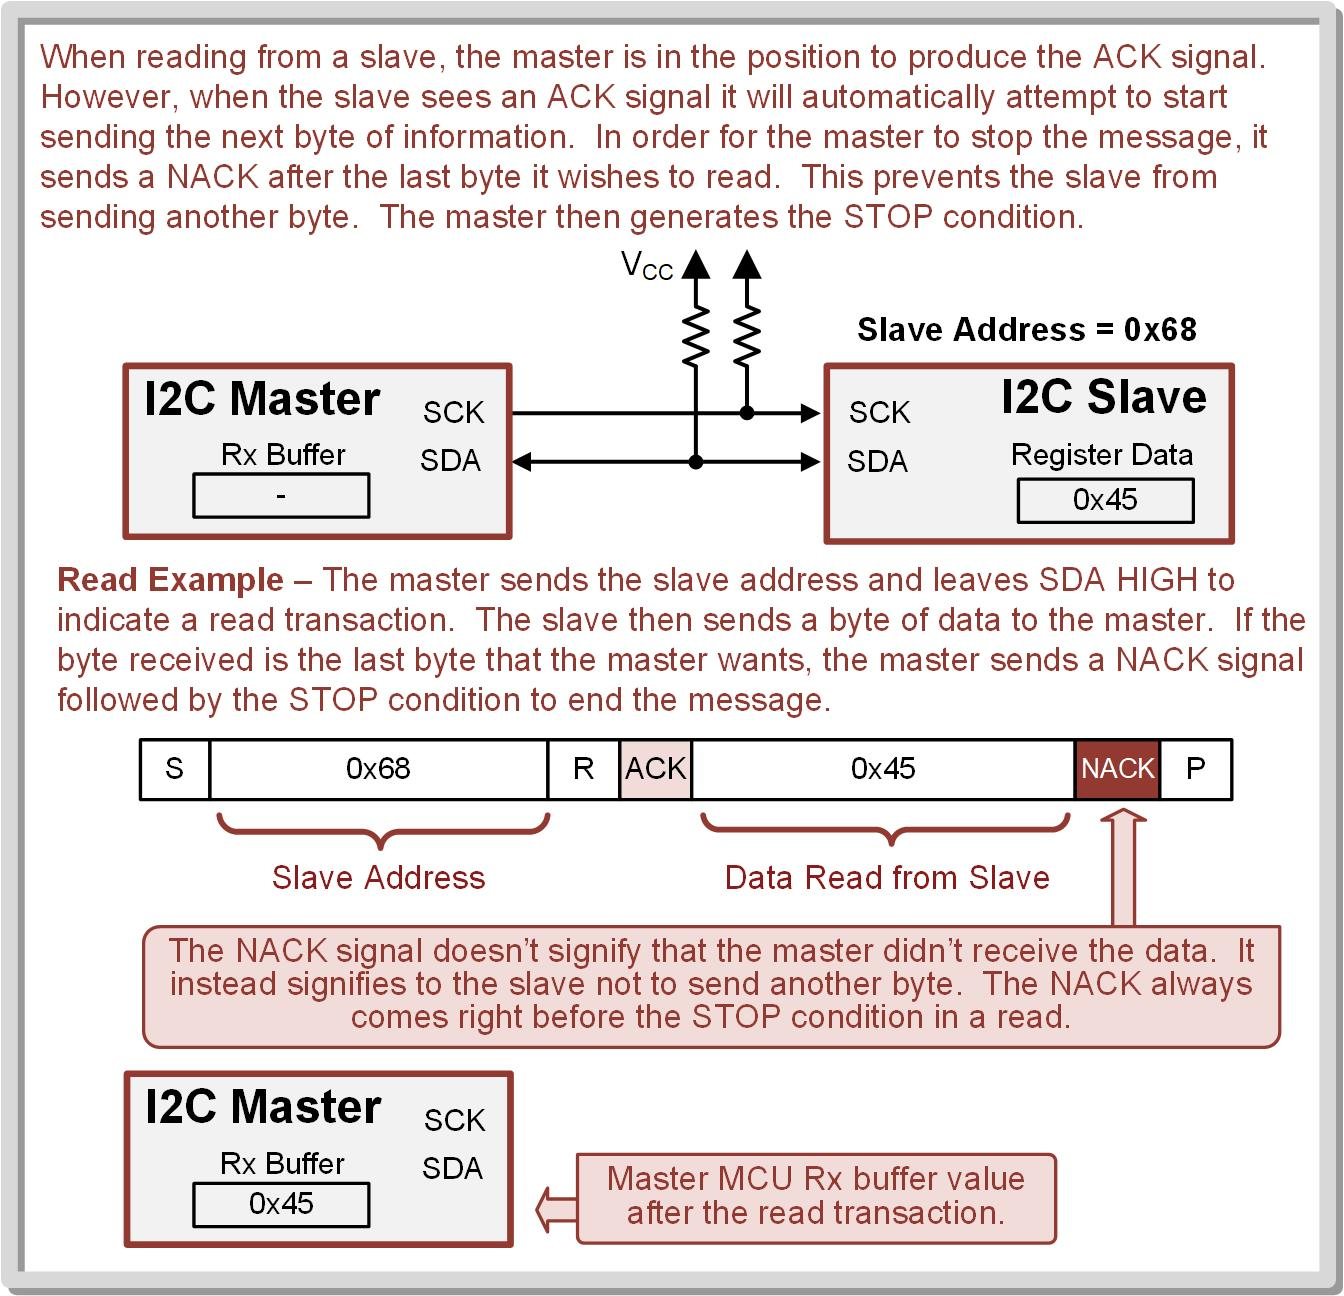 When reading from a slave, the master is in the position to produce the ACK signal.
However, when the slave sees an ACK signal it will automatically attempt to start
sending the next byte of information.  In order for the master to stop the message, it
sends a NACK after the last byte it wishes to read.  This prevents the slave from
sending another byte.  The master then generates the STOP condition.
VCC
Slave Address = 0x68
I2C Master
SCK
Rx Buffer
SDA
-
I2C Slave
SCK
Register Data
SDA
0x45
Read Example – The master sends the slave address and leaves SDA HIGH to
indicate a read transaction.  The slave then sends a byte of data to the master.  If the
byte received is the last byte that the master wants, the master sends a NACK signal
followed by the STOP condition to end the message.
S 0x68 R ACK 0x45 NACK P
Slave Address
Data Read from Slave
The NACK signal doesn't signify that the master didn't receive the data.  It
instead signifies to the slave not to send another byte.  The NACK always
comes right before the STOP condition in a read.
I2C Master
SCK
Rx Buffer
SDA
0x45
Master MCU Rx buffer value
after the read transaction.